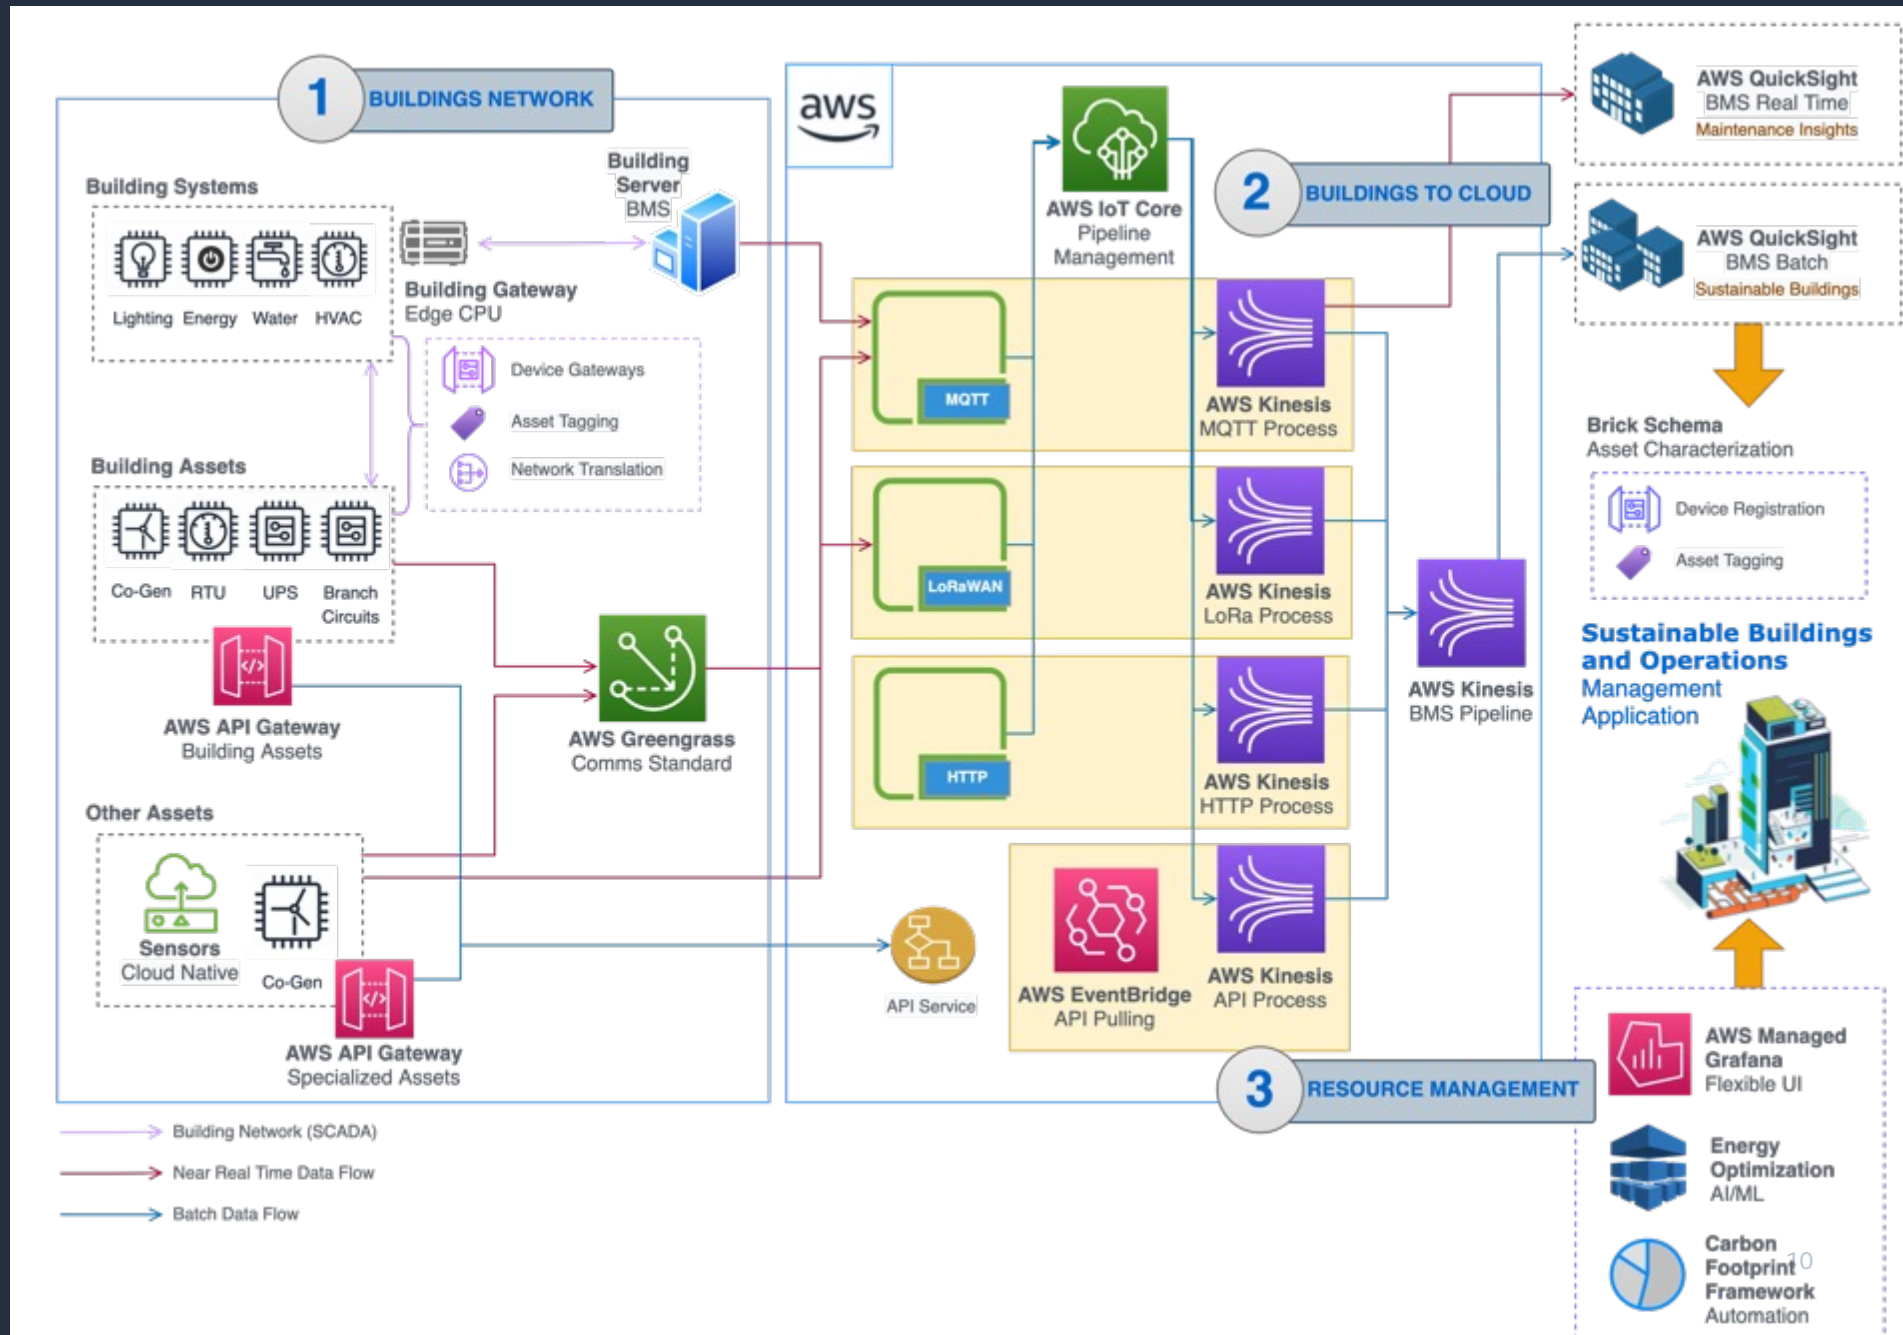 1
BUILDINGS NETWORK
Building Systems
Lighting
Energy
Water
HVAC
Building
Server
BMS
Building Gateway
Edge CPU
Device Gateways
Asset Tagging
Network Translation
Building Assets
Co-Gen
RTU
UPS
Branch
Circuits
AWS API Gateway
Building Assets
AWS Greengrass
Comms Standard
Other Assets
Sensors
Cloud Native
Co-Gen
AWS API Gateway
Specialized Assets
Building Network (SCADA)
Near Real Time Data Flow
Batch Data Flow
aws
AWS IoT Core
Pipeline
Management
2
BUILDINGS TO CLOUD
MQTT
AWS Kinesis
MQTT Process
LoRaWAN
AWS Kinesis
LoRa Process
HTTP
AWS Kinesis
HTTP Process
API Service
AWS EventBridge
API Pulling
AWS Kinesis
API Process
AWS Kinesis
BMS Pipeline
3
RESOURCE MANAGEMENT
AWS QuickSight
BMS Real Time
Maintenance Insights
AWS QuickSight
BMS Batch
Sustainable Buildings
Brick Schema
Asset Characterization
Device Registration
Asset Tagging
Sustainable Buildings
and Operations
Management
Application
AWS Managed
Grafana
Flexible UI
Energy
Optimization
AI/ML
Carbon
Footprint
Framework
Automation
10